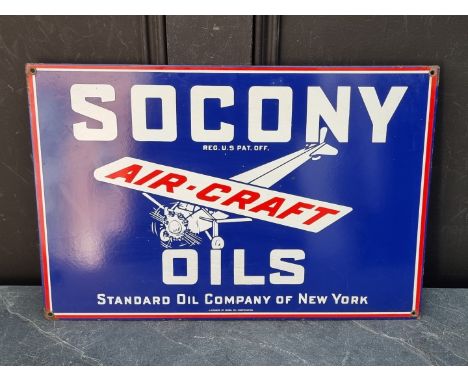 SOCONY
REG. U.S PAT. OFF.
AIR-CRAFT
OILS
STANDARD OIL COMPANY OF NEW YORK